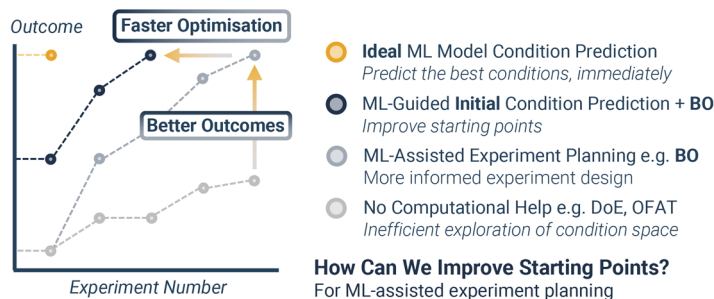 Outcome
Faster Optimisation
Better Outcomes
Experiment Number
Ideal ML Model Condition Prediction
Predict the best conditions, immediately
ML-Guided Initial Condition Prediction + BO
Improve starting points
ML-Assisted Experiment Planning e.g. BO
More informed experiment design
No Computational Help e.g. DoE, OFAT
Inefficient exploration of condition space
How Can We Improve Starting Points?
For ML-assisted experiment planning